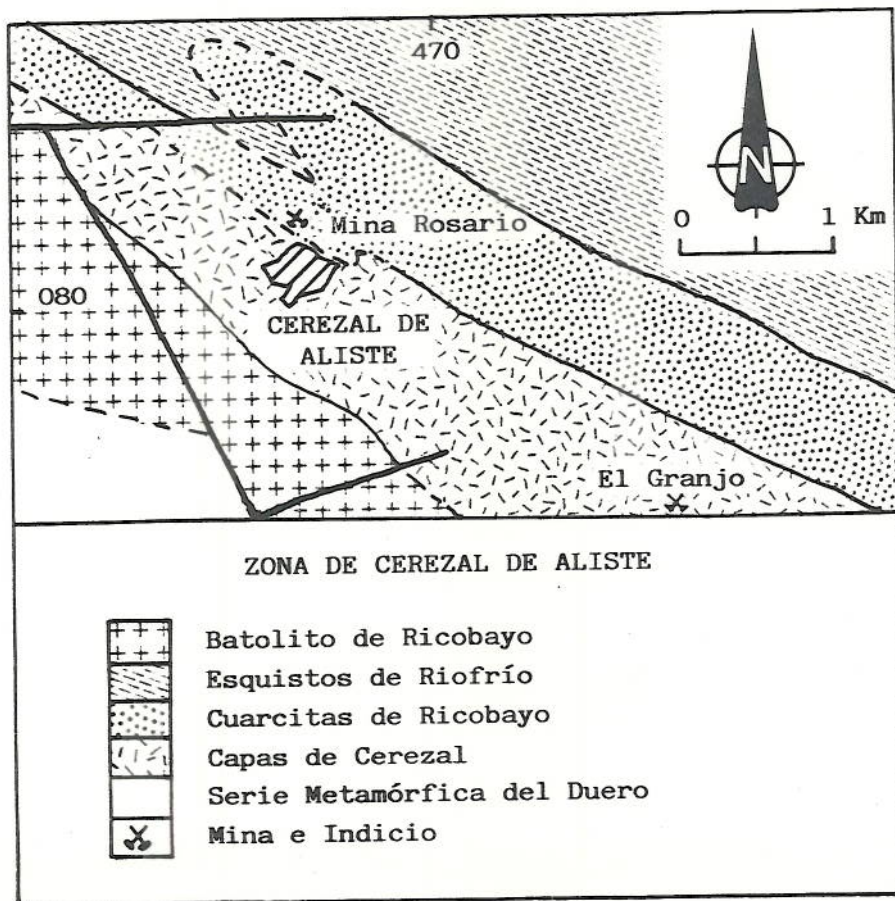 470
N
0 1 Km
Mina Rosario
080
CEREZAL DE
ALISTE
El Granjo
ZONA DE CEREZAL DE ALISTE
Batolito de Ricobayo
Esquistos de Riofrío
Cuarcitas de Ricobayo
Capas de Cerezal
Serie Metamórfica del Duero
Mina e Indicio